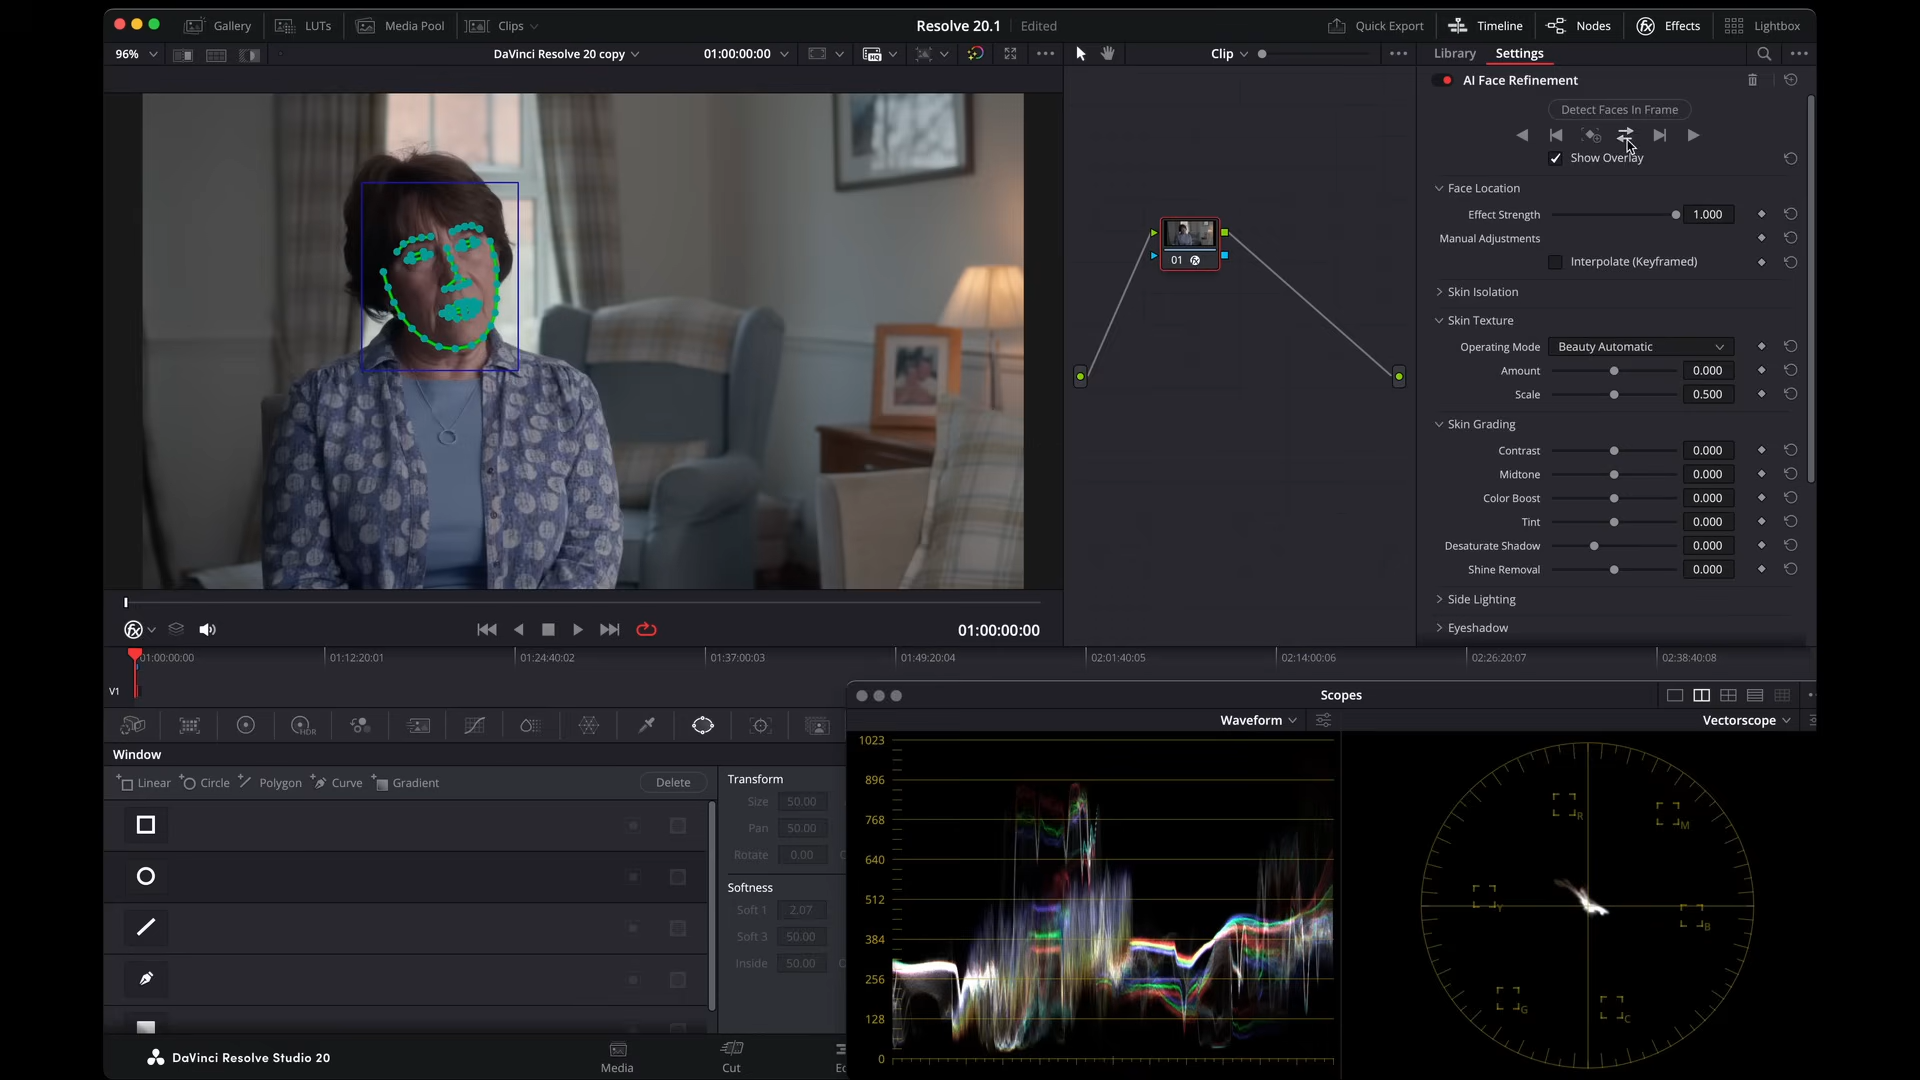 Gallery LUTs Media Pool Clips Resolve 20.1 Edited Quick Export Timeline Nodes Effects Lightbox
96% DaVinci Resolve 20 copy 01:00:00:00 Clip Library Settings
AI Face Refinement
Detect Faces In Frame
Show Overlay
Face Location
Effect Strength 1.000
Manual Adjustments
Interpolate (Keyframed)
Skin Isolation
Skin Texture
Operating Mode Beauty Automatic
Amount 0.000
Scale 0.500
Skin Grading
Contrast 0.000
Midtone 0.000
Color Boost 0.000
Tint 0.000
Desaturate Shadow 0.000
Shine Removal 0.000
Side Lighting
Eyeshadow
01
01:00:00:00
01:00:00:00 01:12:20:01 01:24:40:02 01:37:00:03 01:49:20:04 02:01:40:05 02:14:00:06 02:26:20:07 02:38:40:08
V1
HDR
Window
Linear Circle Polygon Curve Gradient Delete
Transform
Size 50.00
Pan 50.00
Rotate 0.00
Softness
Soft 1 2.07
Soft 3 50.00
Inside 50.00
Scopes
Waveform Vectorscope
1023
896
768
640
512
384
256
128
0
R
M
Y
B
G
C
DaVinci Resolve Studio 20
Media Cut